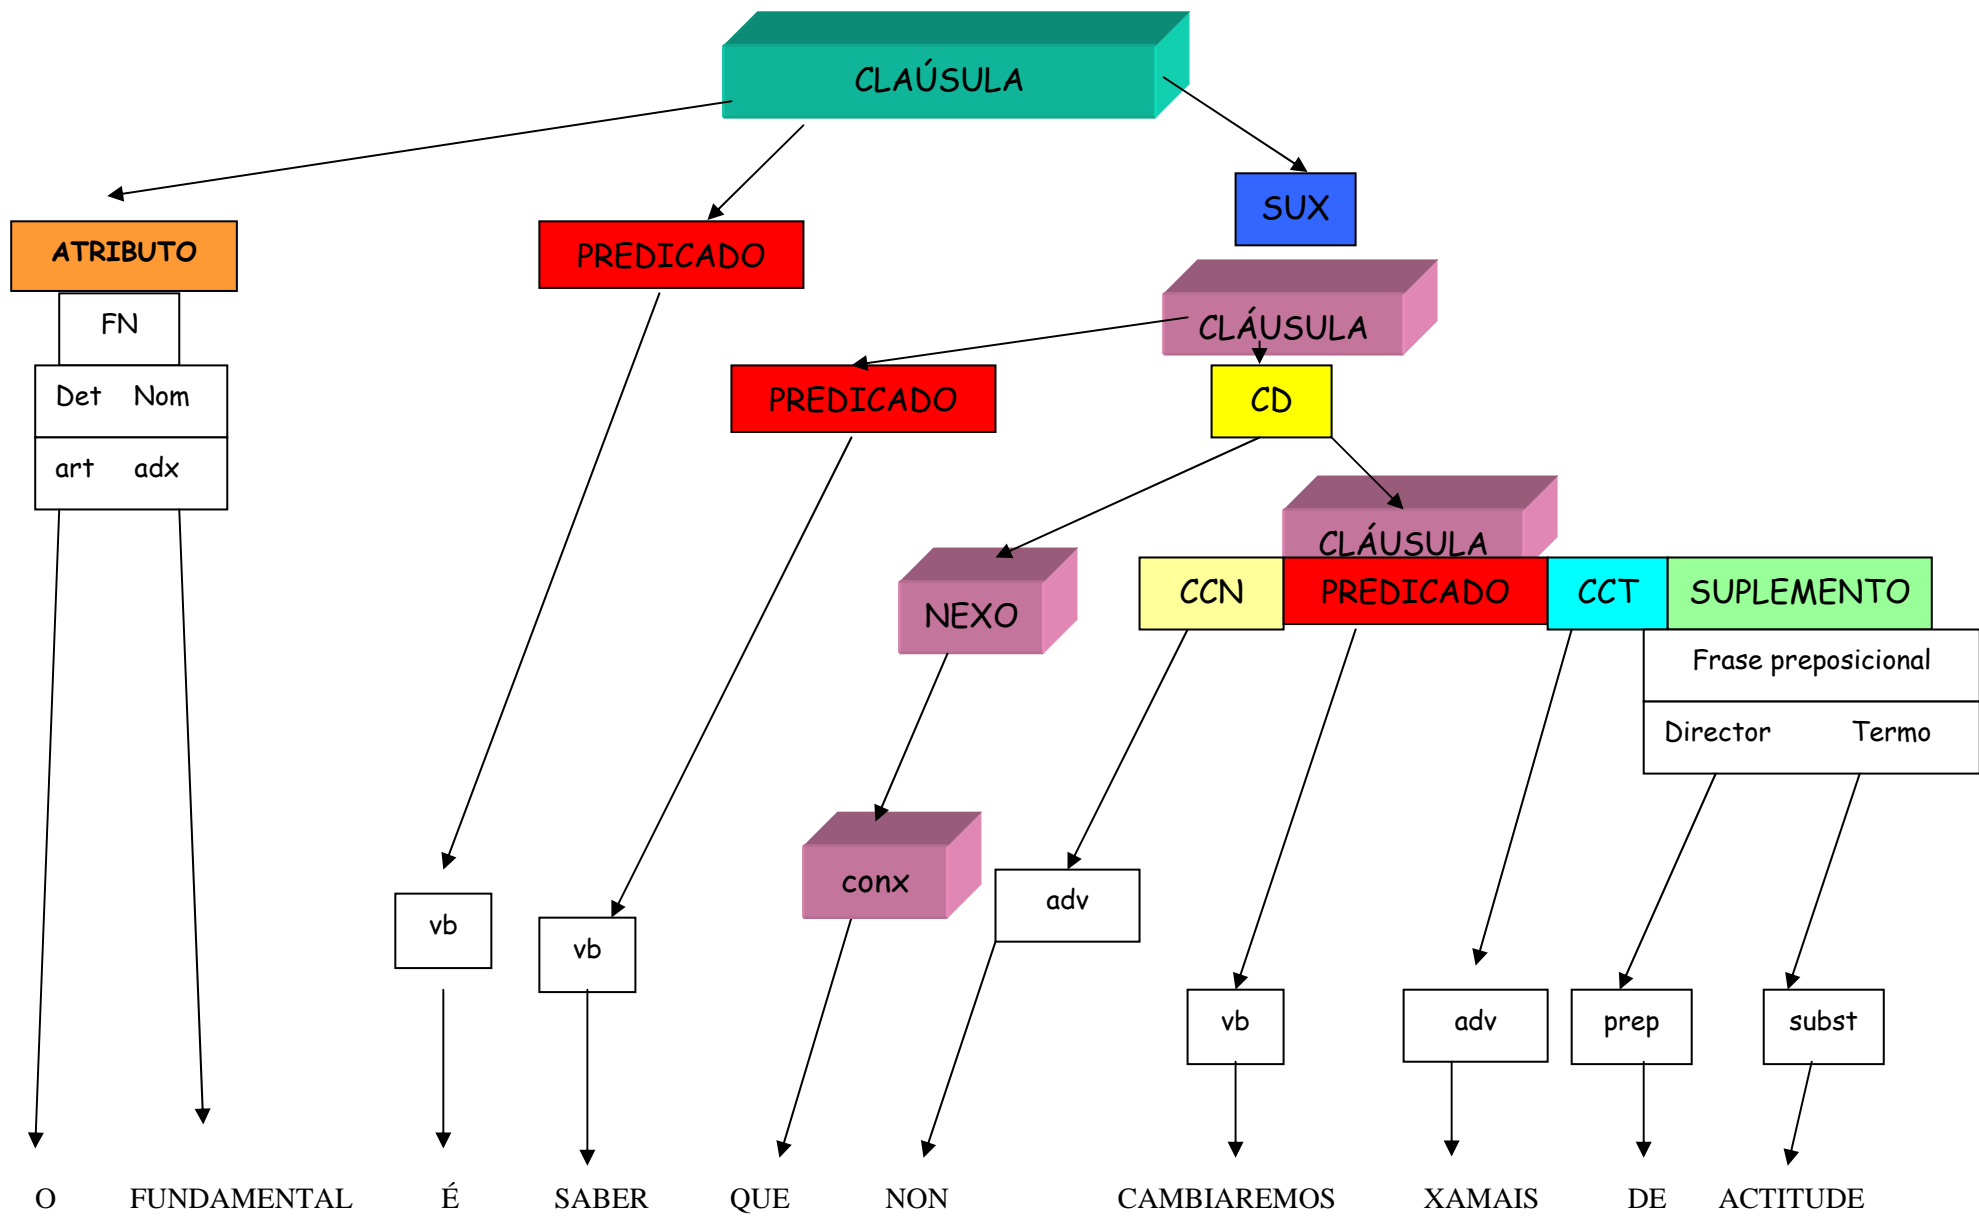 CLAÚSULA
SUX
ATRIBUTO
PREDICADO
FN
CLÁUSULA
Det Nom
PREDICADO
CD
art adx
CLÁUSULA
NEXO
CCN PREDICADO CCT SUPLEMENTO
Frase preposicional
Director Termo
conx
adv
vb
vb
vb
adv
prep
subst
O FUNDAMENTAL É SABER QUE NON CAMBIAREMOS XAMAIS DE ACTITUDE